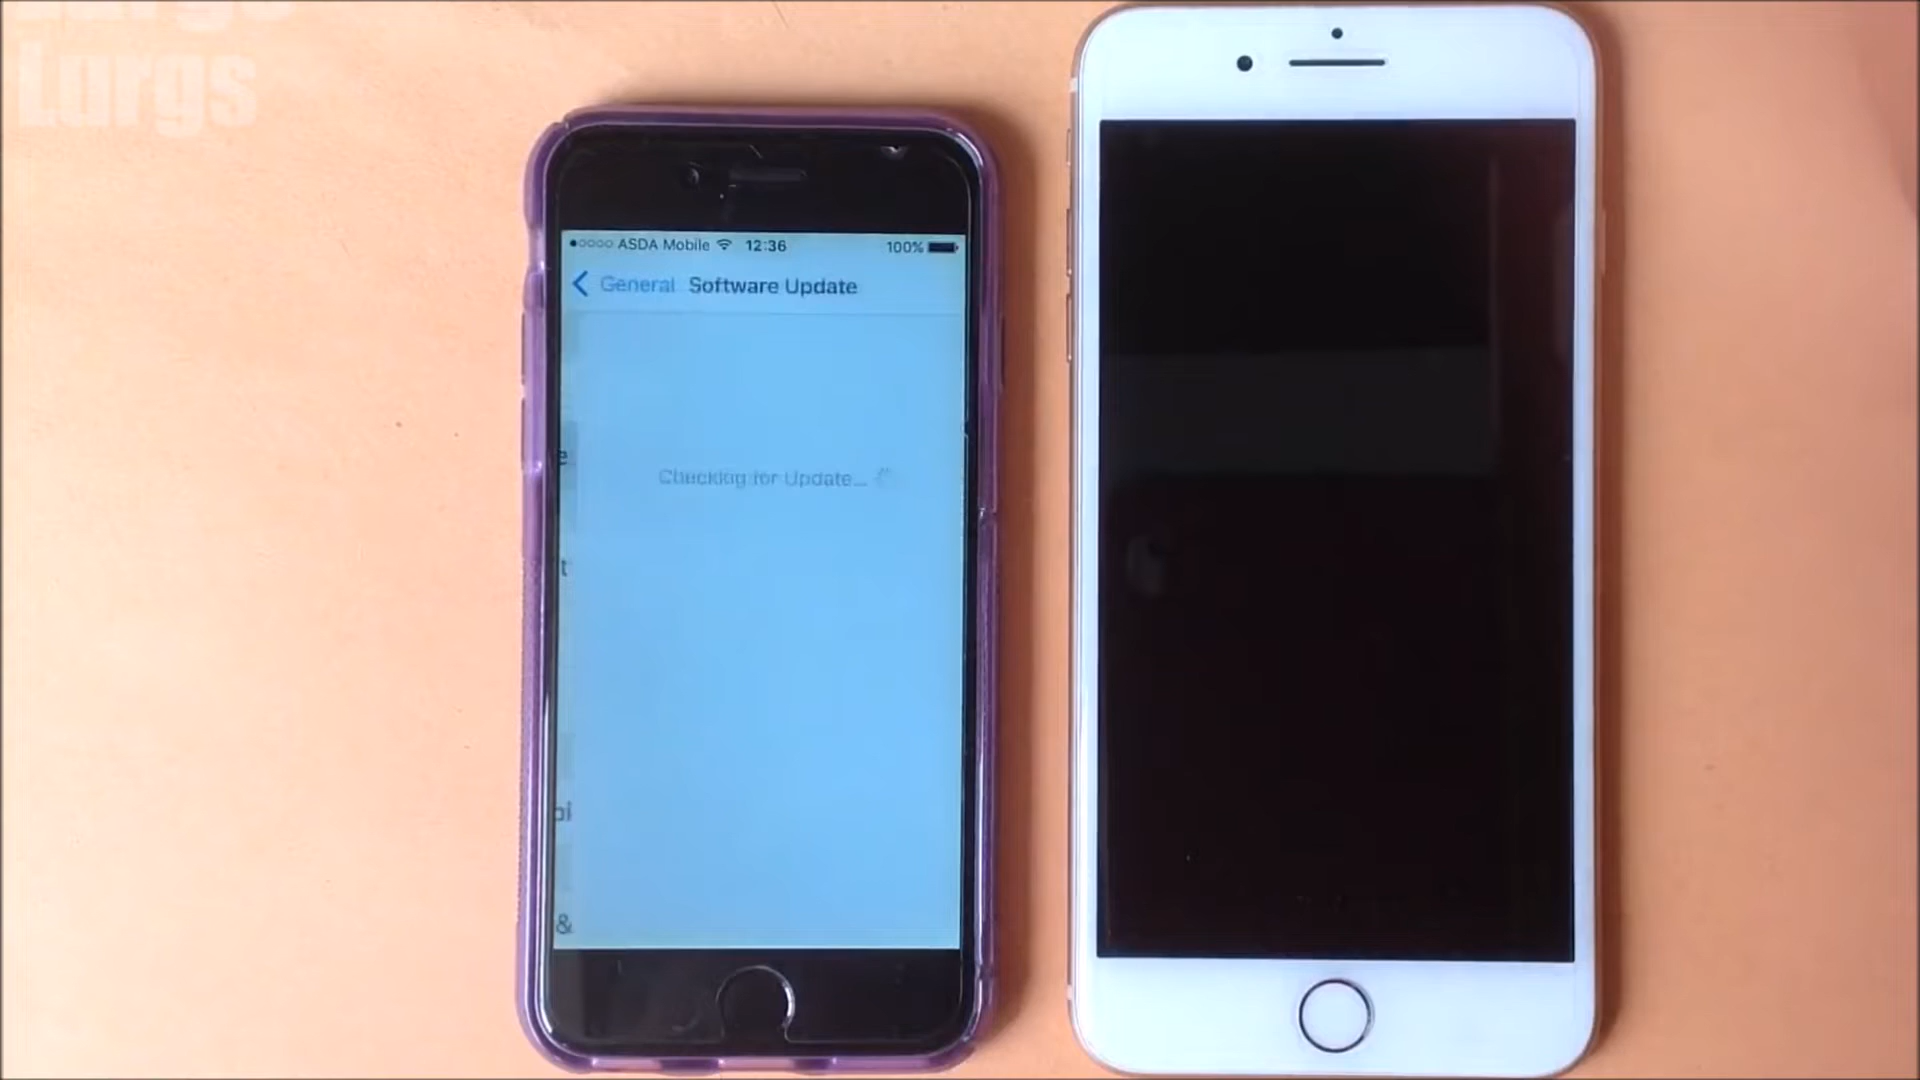 Lurgs
ASDA Mobile 12:36 100%
General Software Update
e
Checking for Update...
t
&